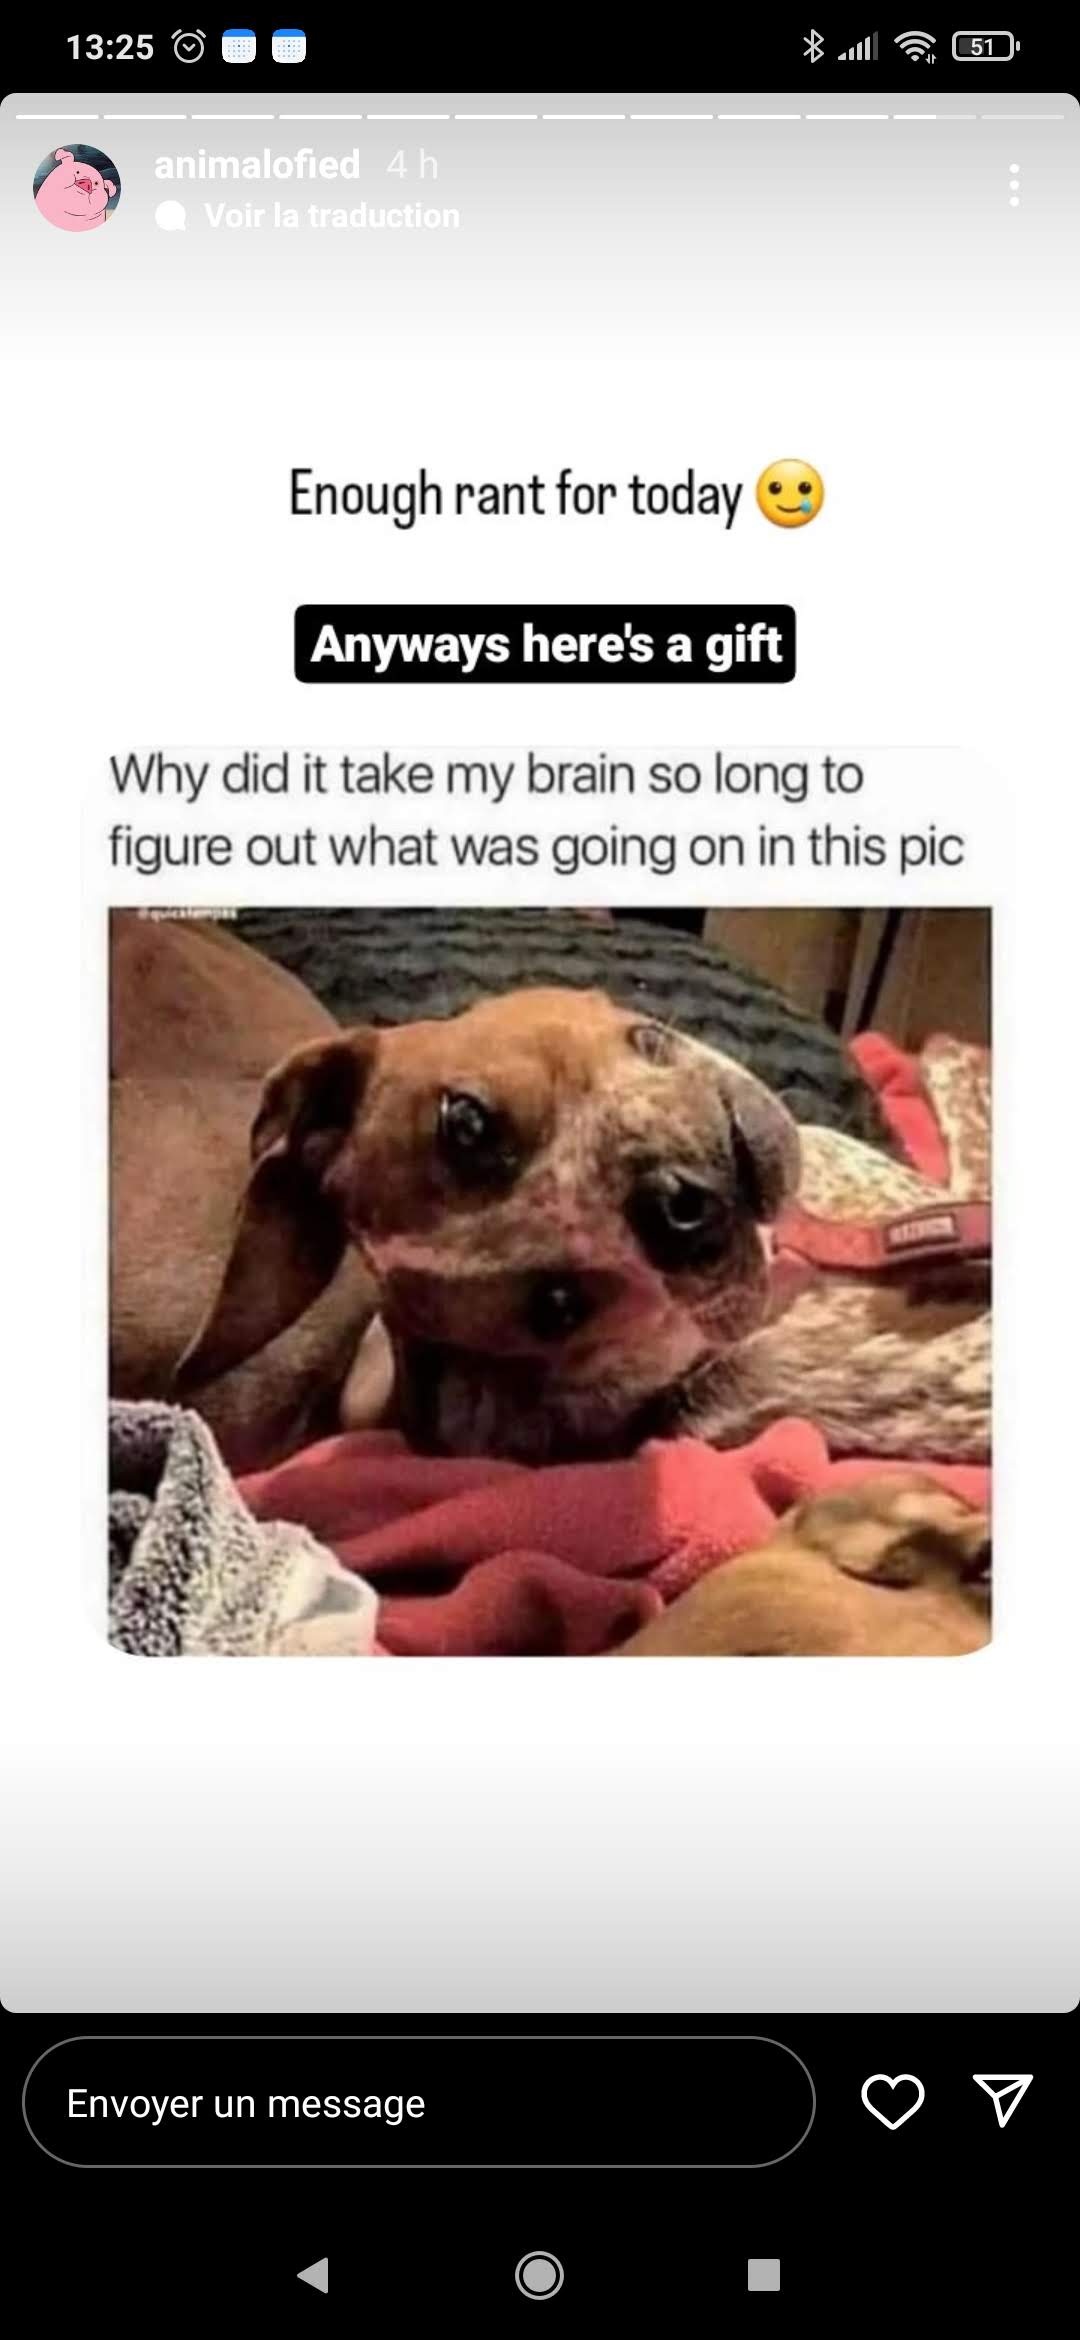 13:25
51
animalofied 4 h
Voir la traduction
Enough rant for today
Anyways here's a gift
Why did it take my brain so long to
figure out what was going on in this pic
Envoyer un message